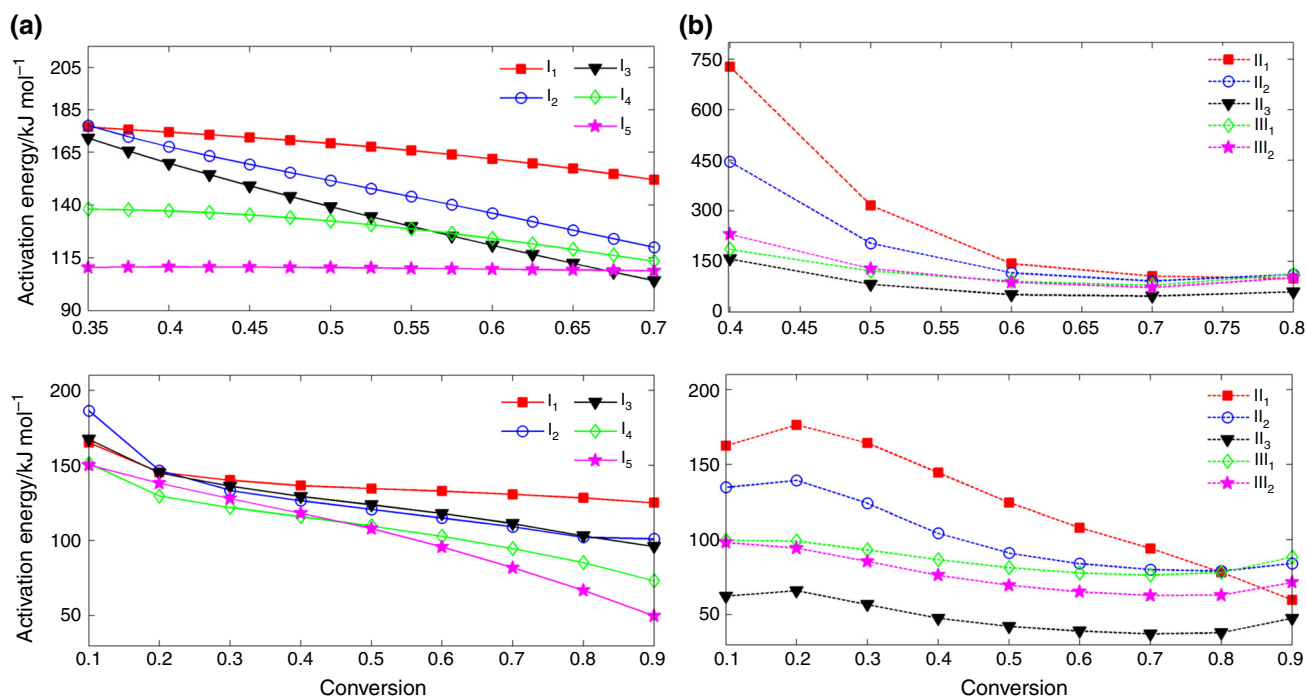 (a)
Activation energy/kJ mol⁻¹
205
185
165
140
115
90
I₁ I₃
I₂ I₄
I₅
0.35 0.4 0.45 0.5 0.55 0.6 0.65 0.7
(b)
750
600
450
300
150
0
II₁
II₂
II₃
III₁
III₂
0.4 0.45 0.5 0.55 0.6 0.65 0.7 0.75 0.8
Activation energy/kJ mol⁻¹
200
150
100
50
I₁ I₃
I₂ I₄
I₅
0.1 0.2 0.3 0.4 0.5 0.6 0.7 0.8 0.9
Conversion
200
150
100
50
II₁
II₂
II₃
III₁
III₂
0.1 0.2 0.3 0.4 0.5 0.6 0.7 0.8 0.9
Conversion